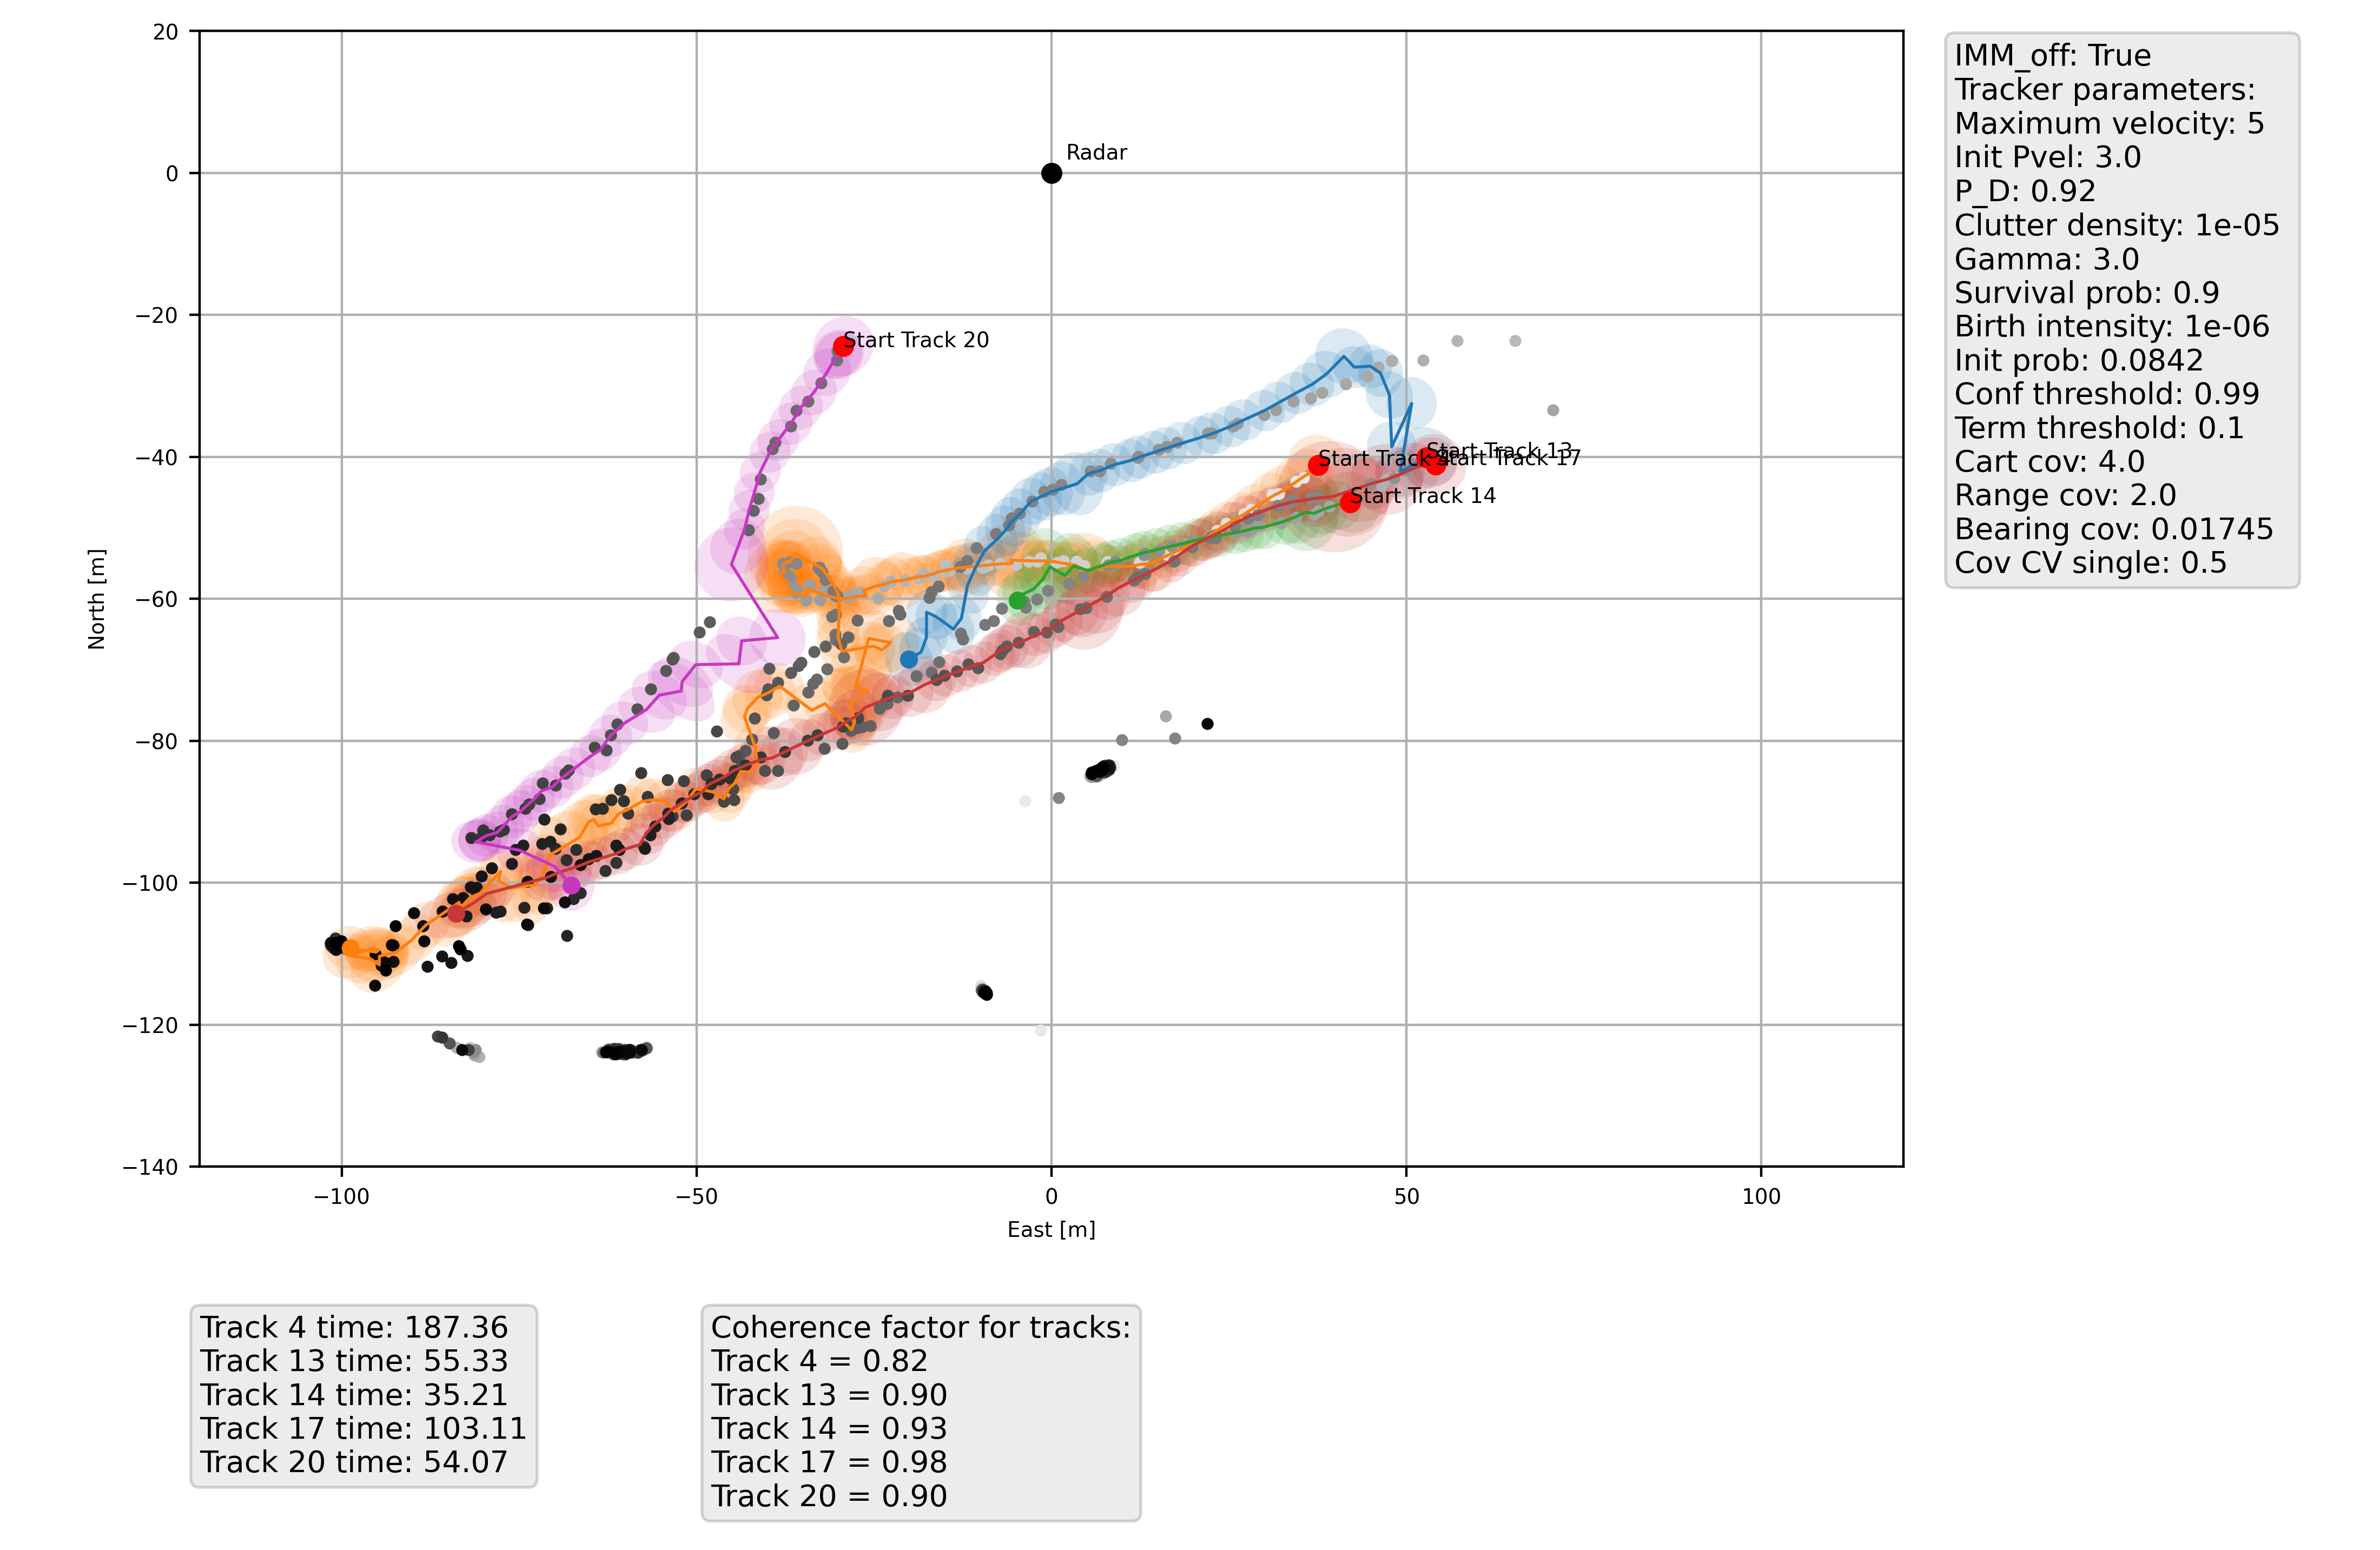 20
0
−20
−40
−60
−80
−100
−120
−140
−100
−50
0
50
100
North [m]
East [m]
Radar
Start Track 20
Start Track 13
Start Track 4
Start Track 17
Start Track 14
IMM_off: True
Tracker parameters:
Maximum velocity: 5
Init Pvel: 3.0
P_D: 0.92
Clutter density: 1e-05
Gamma: 3.0
Survival prob: 0.9
Birth intensity: 1e-06
Init prob: 0.0842
Conf threshold: 0.99
Term threshold: 0.1
Cart cov: 4.0
Range cov: 2.0
Bearing cov: 0.01745
Cov CV single: 0.5
Track 4 time: 187.36
Track 13 time: 55.33
Track 14 time: 35.21
Track 17 time: 103.11
Track 20 time: 54.07
Coherence factor for tracks:
Track 4 = 0.82
Track 13 = 0.90
Track 14 = 0.93
Track 17 = 0.98
Track 20 = 0.90